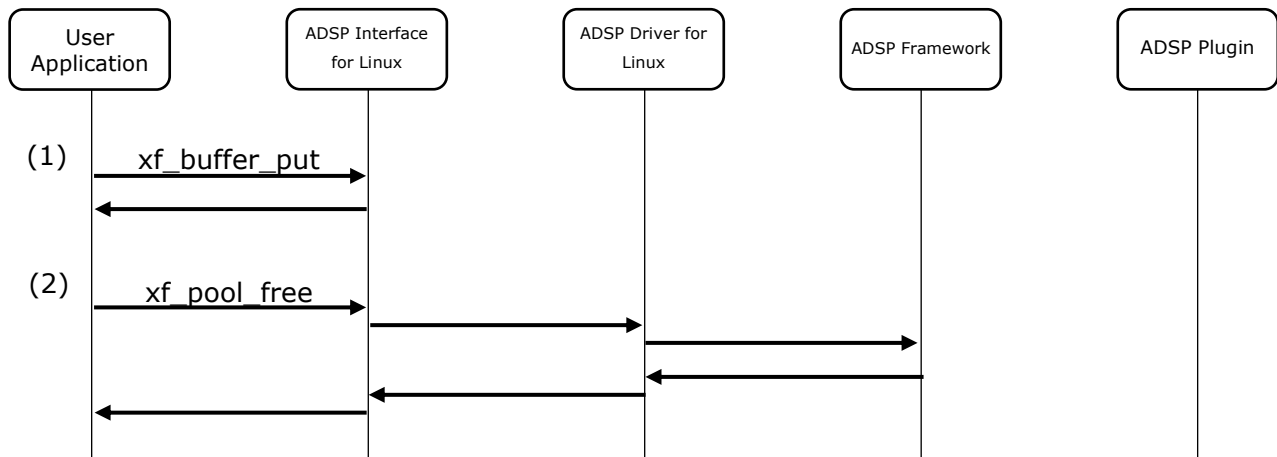 User
Application
ADSP Interface
for Linux
ADSP Driver for
Linux
ADSP Framework
ADSP Plugin
(1)
xf_buffer_put
(2)
xf_pool_free